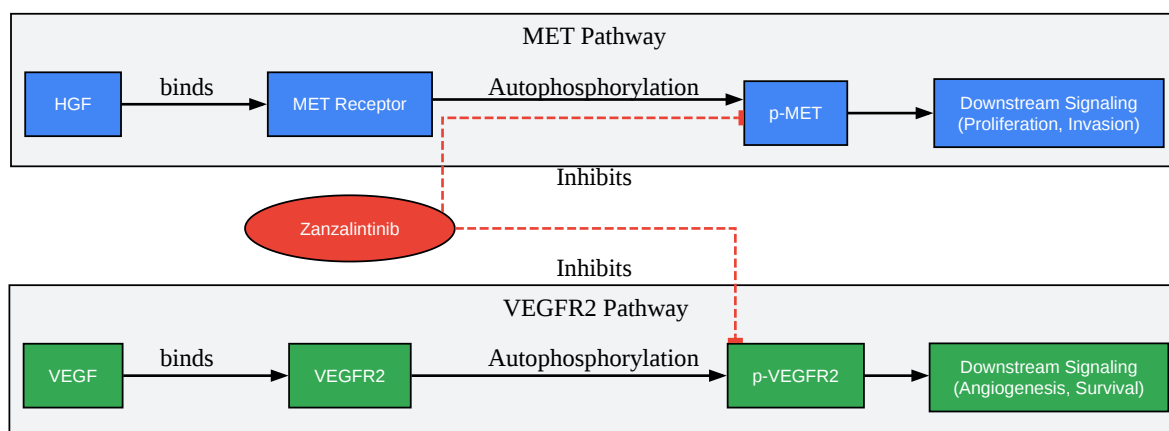 MET Pathway
HGF
binds
MET Receptor
Autophosphorylation
p-MET
Downstream Signaling
(Proliferation, Invasion)
Inhibits
Zanzalintinib
Inhibits
VEGFR2 Pathway
VEGF
binds
VEGFR2
Autophosphorylation
p-VEGFR2
Downstream Signaling
(Angiogenesis, Survival)